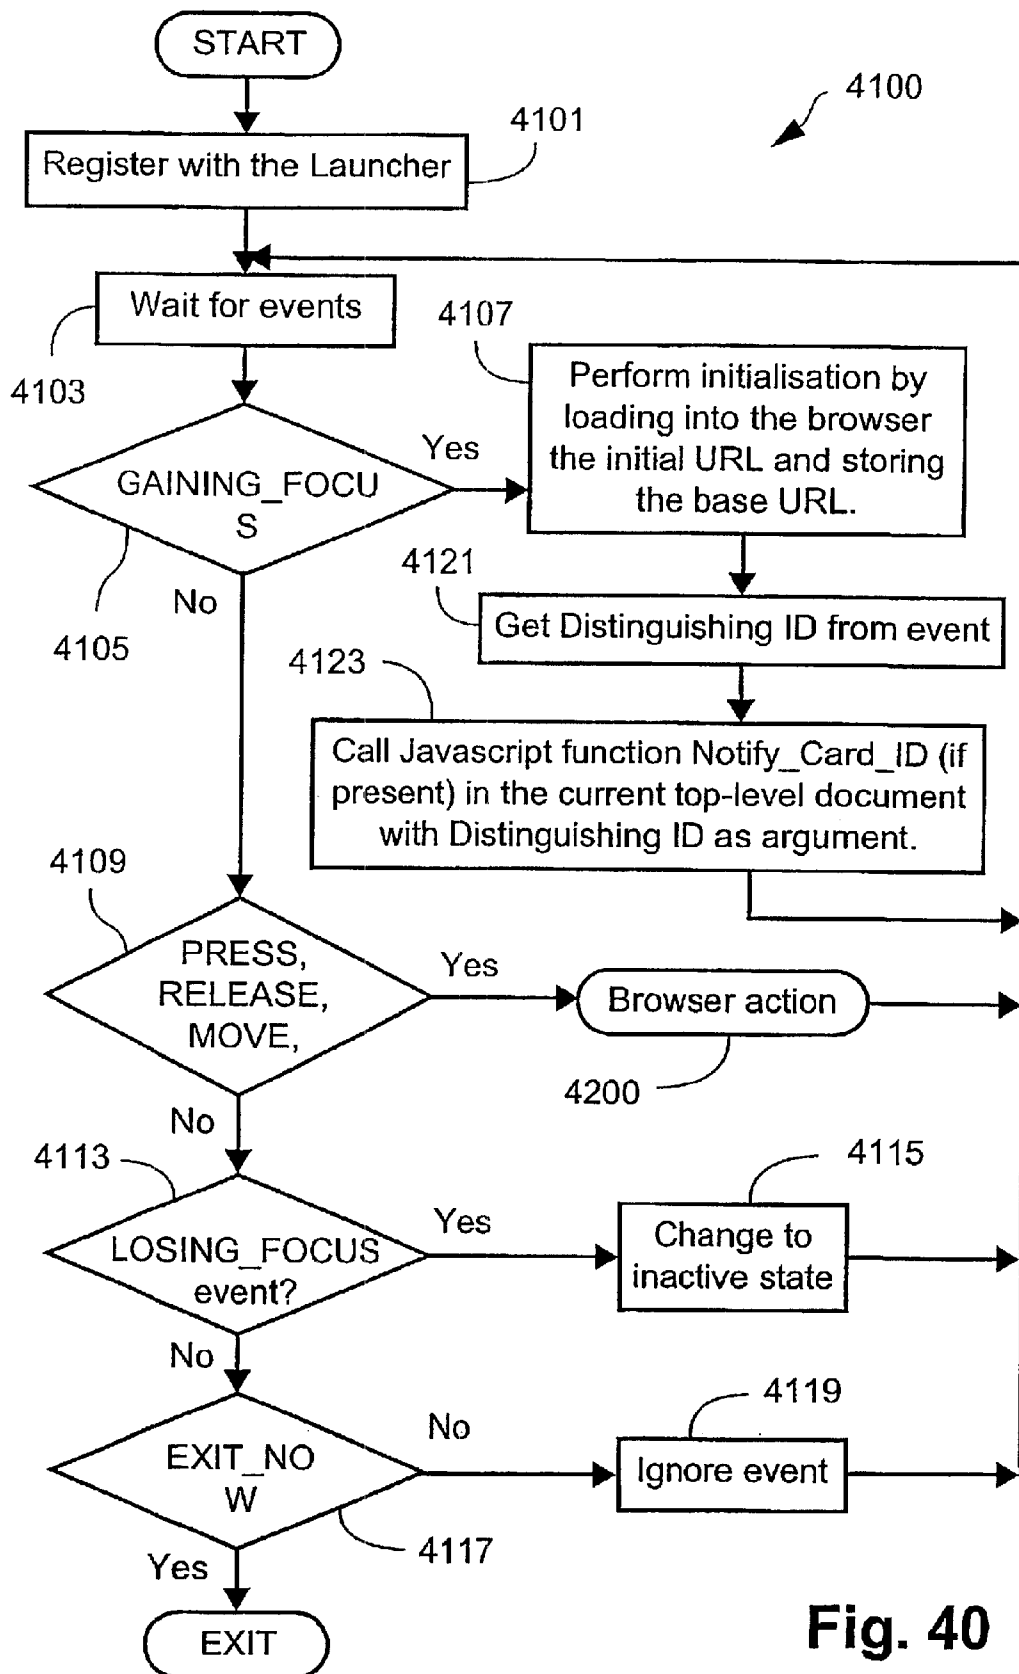 START
4100
4101
Register with the Launcher
Wait for events
4103
4107
Perform initialisation by
loading into the browser
the initial URL and storing
the base URL.
GAINING_FOCU
S
Yes
No
4105
4121
Get Distinguishing ID from event
4123
Call Javascript function Notify_Card_ID (if
present) in the current top-level document
with Distinguishing ID as argument.
4109
PRESS,
RELEASE,
MOVE,
Yes
Browser action
4200
No
4113
LOSING_FOCUS
event?
Yes
4115
Change to
inactive state
No
EXIT_NO
W
No
4119
Ignore event
4117
Yes
EXIT
Fig. 40